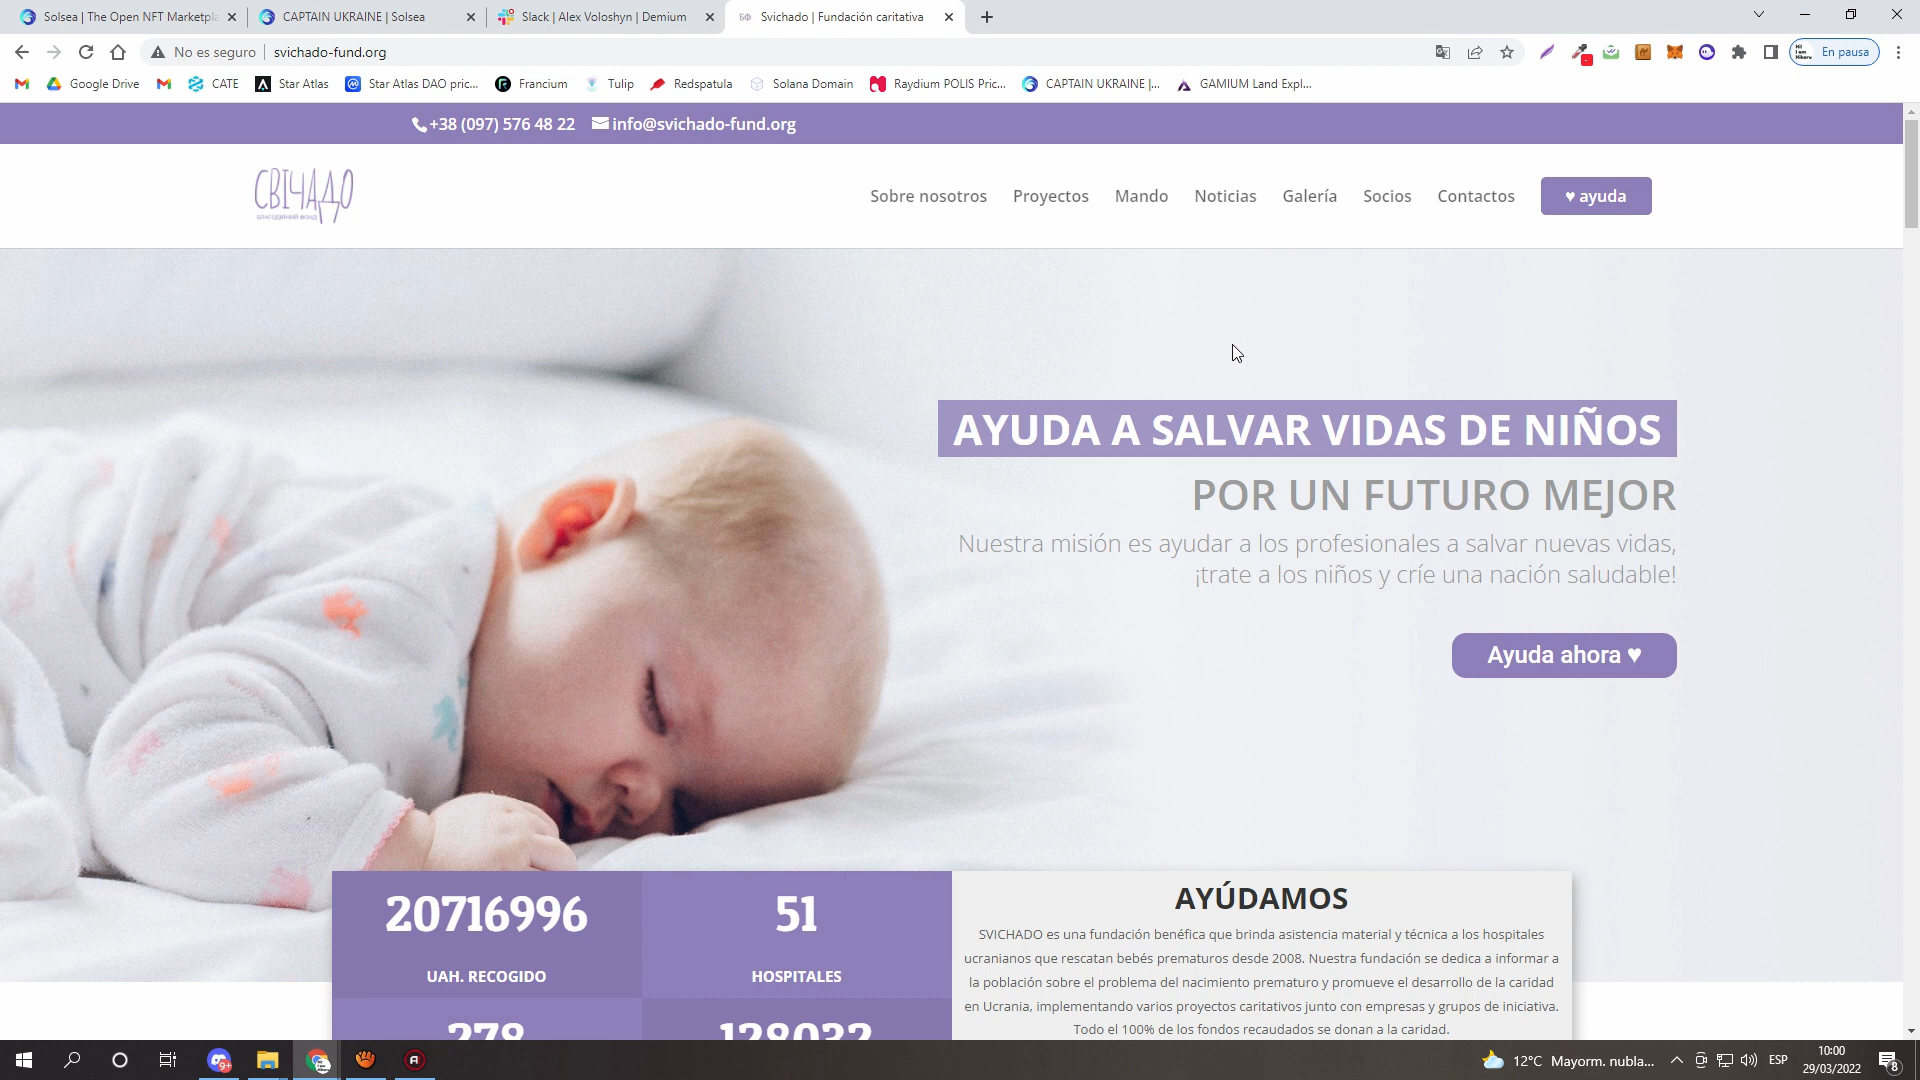 Solsea | The Open NFT Marketpla
CAPTAIN UKRAINE | Solsea
Slack | Alex Voloshyn | Demium
БФ Svichado | Fundación caritativa
No es seguro
svichado-fund.org
En pausa
Google Drive
CATE
Star Atlas
Star Atlas DAO pric...
Francium
Tulip
Redspatula
Solana Domain
Raydium POLIS Pric...
CAPTAIN UKRAINE |...
GAMIUM Land Expl...
+38 (097) 576 48 22
info@svichado-fund.org
СВІЧАДО
БЛАГОДІЙНИЙ ФОНД
Sobre nosotros
Proyectos
Mando
Noticias
Galería
Socios
Contactos
♥ ayuda
AYUDA A SALVAR VIDAS DE NIÑOS
POR UN FUTURO MEJOR
Nuestra misión es ayudar a los profesionales a salvar nuevas vidas,
¡trate a los niños y críe una nación saludable!
Ayuda ahora ♥
20716996
UAH. RECOGIDO
51
HOSPITALES
278
128032
AYÚDAMOS
SVICHADO es una fundación benéfica que brinda asistencia material y técnica a los hospitales
ucranianos que rescatan bebés prematuros desde 2008. Nuestra fundación se dedica a informar a
la población sobre el problema del nacimiento prematuro y promueve el desarrollo de la caridad
en Ucrania, implementando varios proyectos caritativos junto con empresas y grupos de iniciativa.
Todo el 100% de los fondos recaudados se donan a la caridad.
9+
12°C Mayorm. nubla...
ESP
10:00
29/03/2022
8